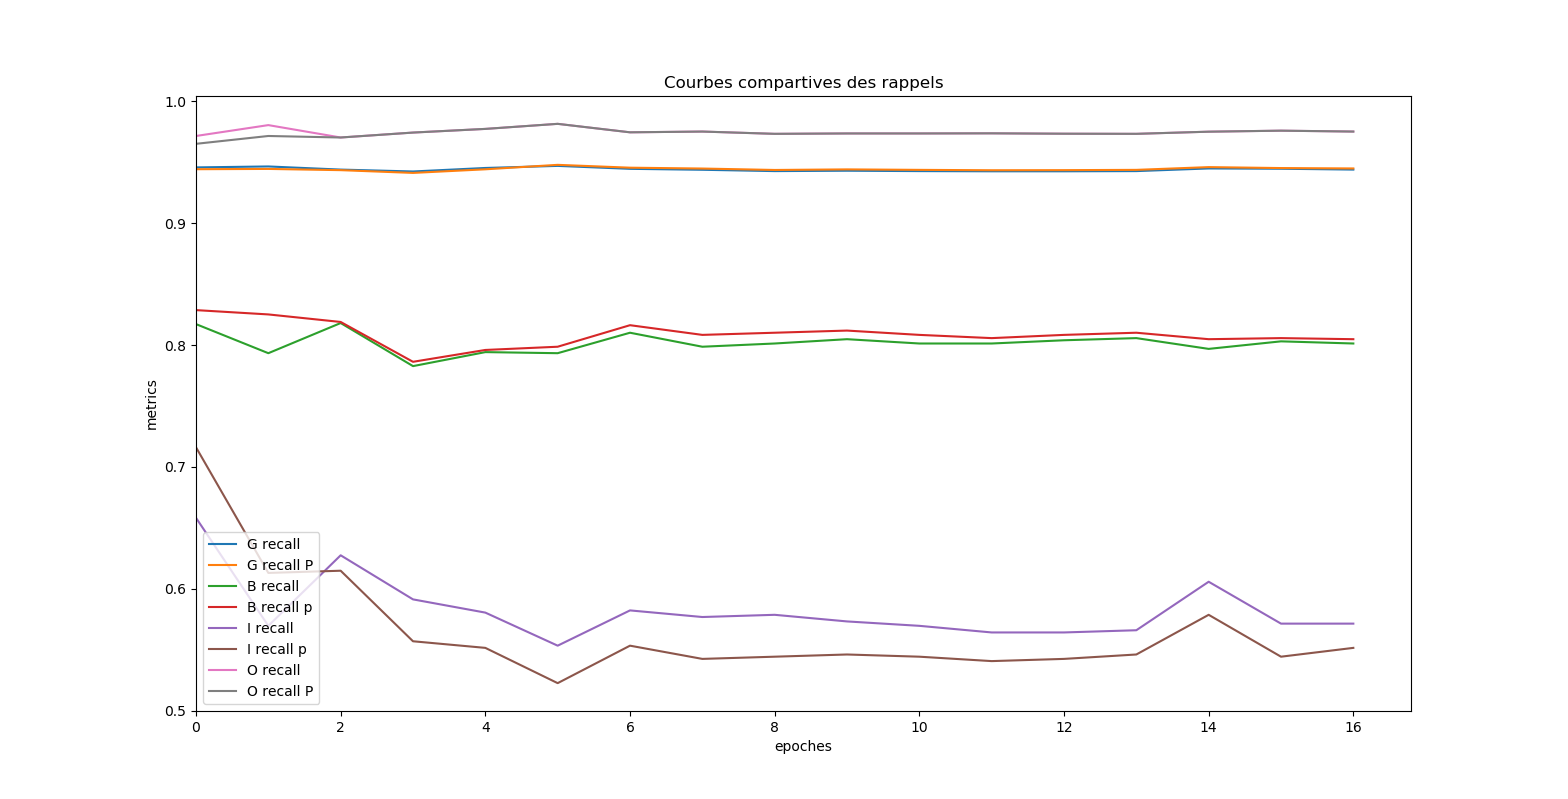 Courbes compartives des rappels
1.0
0.9
0.8
0.7
0.6
0.5
metrics
G recall
G recall P
B recall
B recall p
I recall
I recall p
O recall
O recall P
0 2 4 6 8 10 12 14 16
epoches